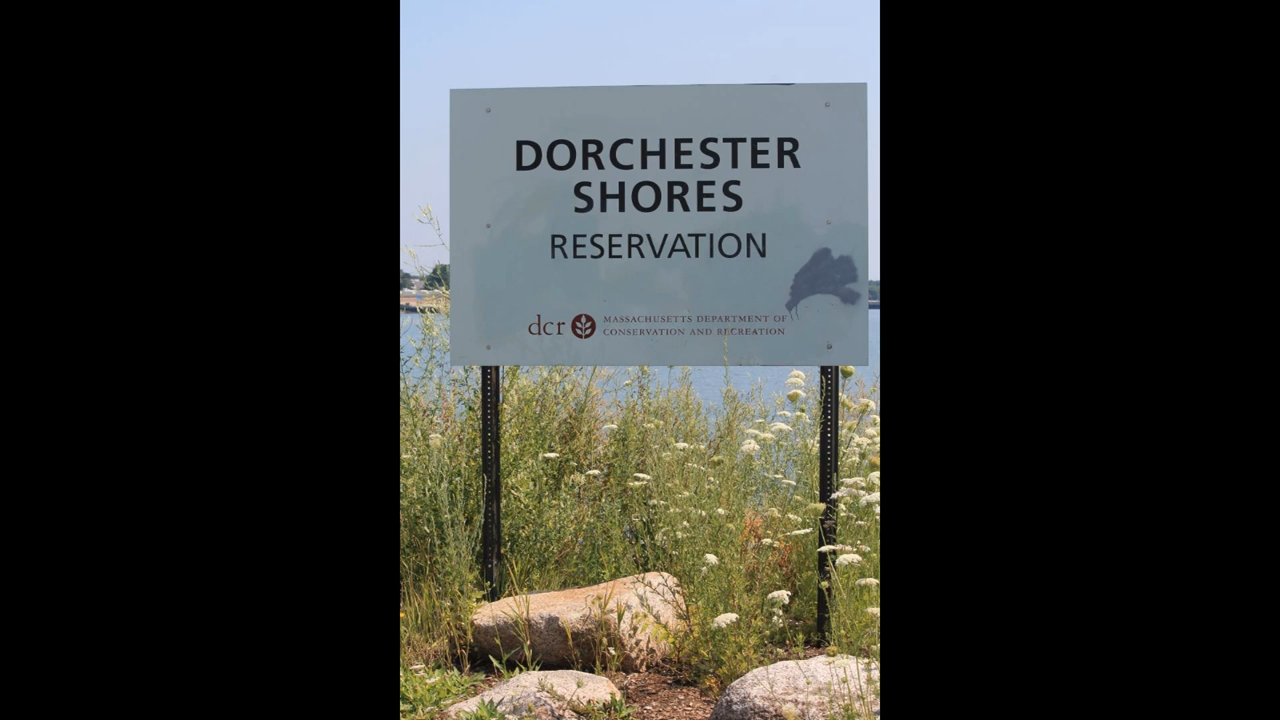 DORCHESTER
SHORES
RESERVATION
dcr MASSACHUSETTS DEPARTMENT OF
CONSERVATION AND RECREATION